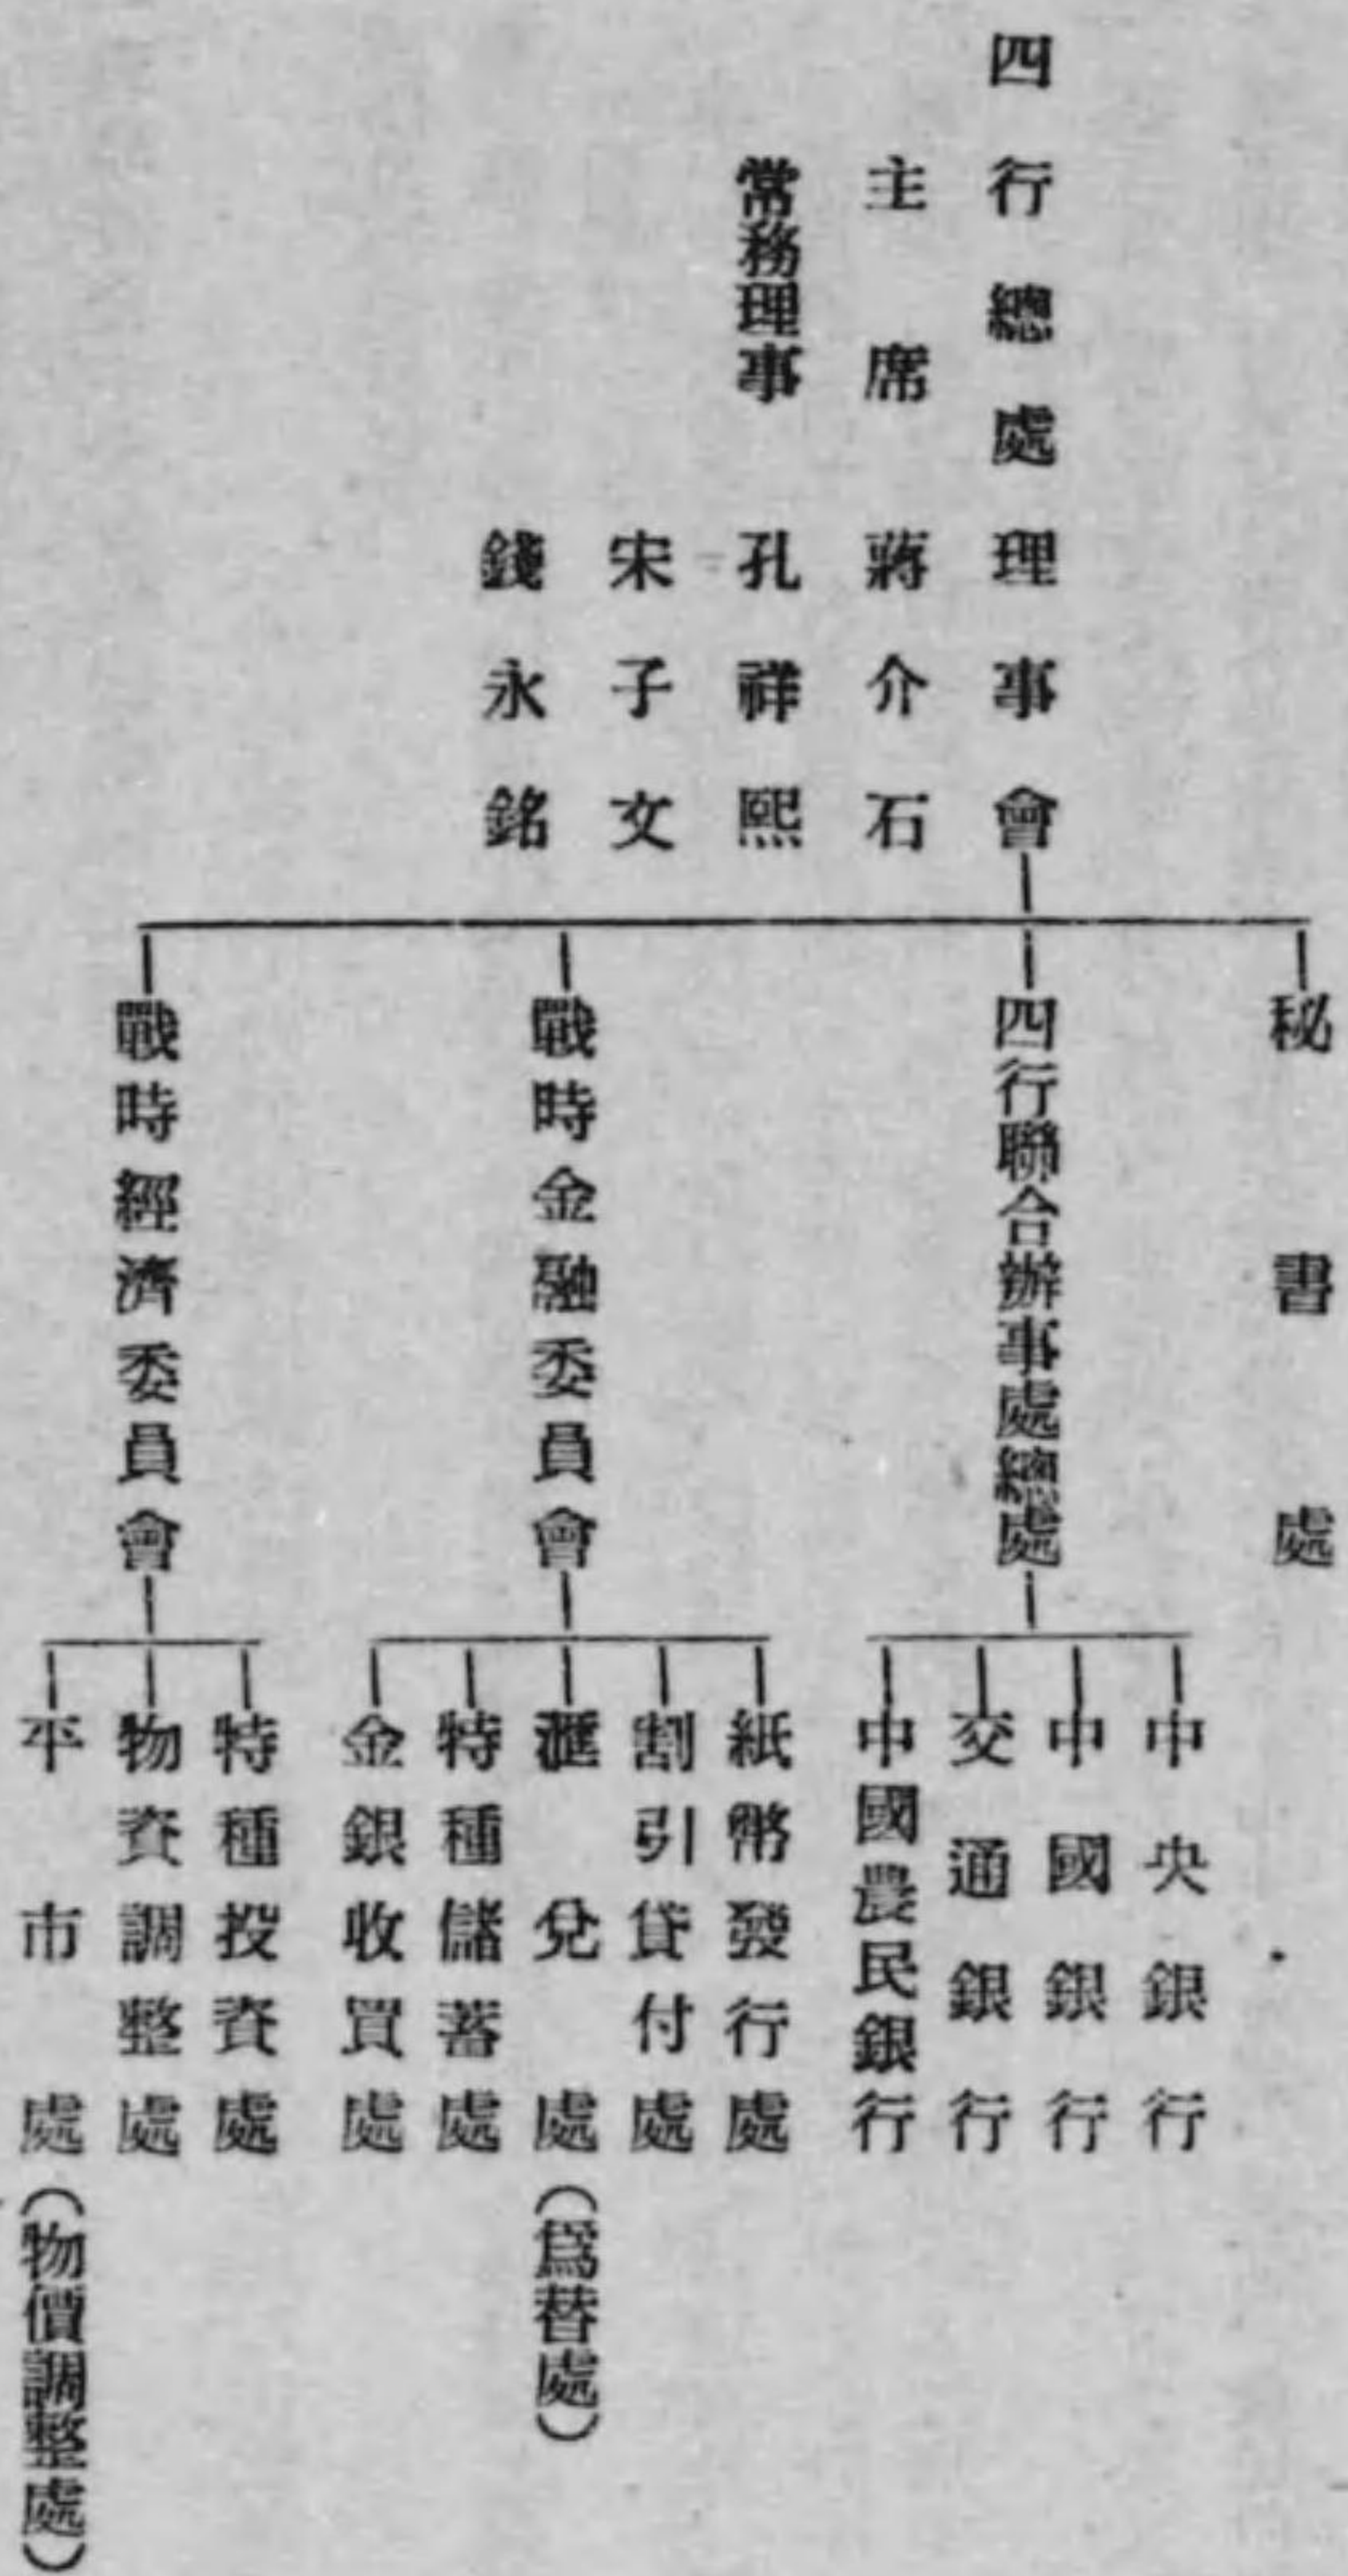 四行總處理事會
主席 蔣介石
常務理事 孔祥熙
宋子文
錢永銘
秘書處
四行聯合辦事處總處
中央銀行
中國銀行
交通銀行
中國農民銀行
戰時金融委員會
紙幣發行處
割引貸付處
滙兌處(爲替處)
特種儲蓄處
金銀收買處
戰時經濟委員會
特種投資處
物資調整處
平市處(物價調整處)